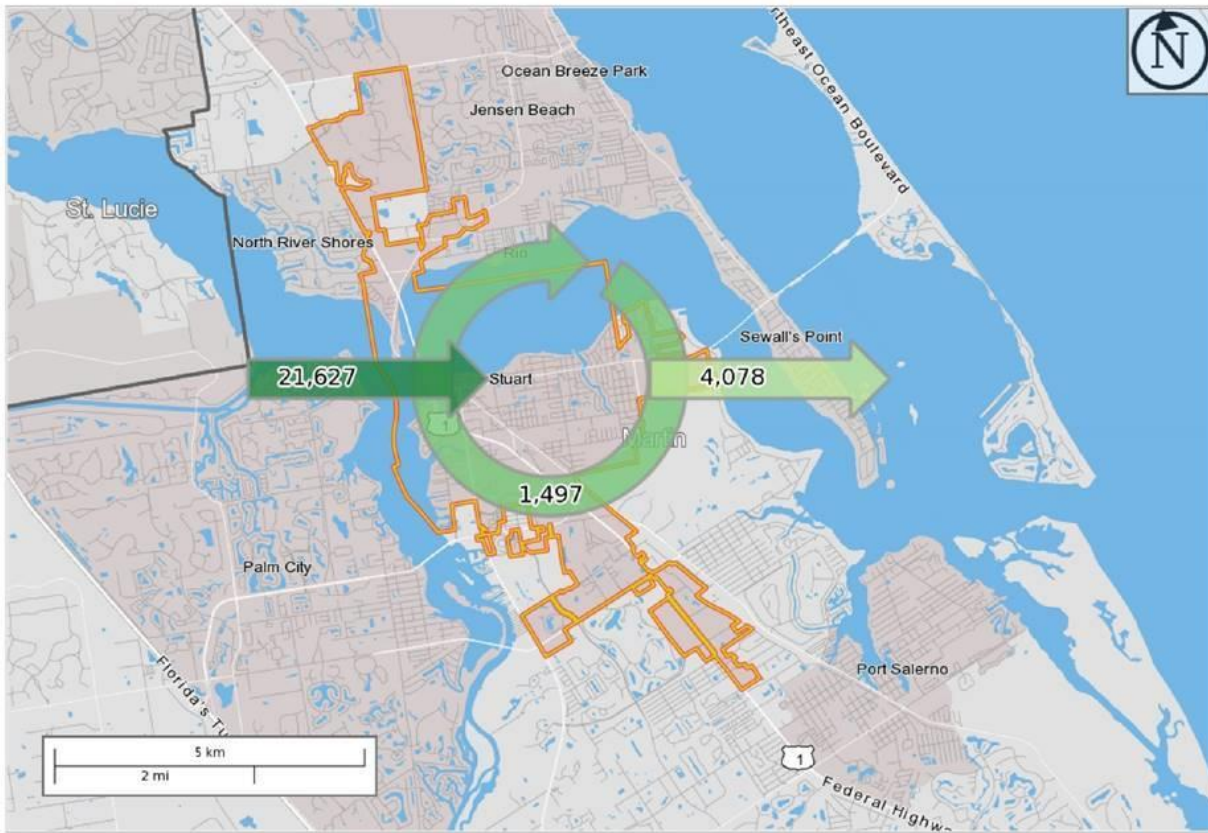 N
Northeast Ocean Boulevard
Ocean Breeze Park
Jensen Beach
St. Lucie
North River Shores
Rio
Sewall's Point
21,627
Stuart
4,078
1
Martin
1,497
Palm City
Port Salerno
Florida's Tu
5 km
2 mi
1
Federal Highwa